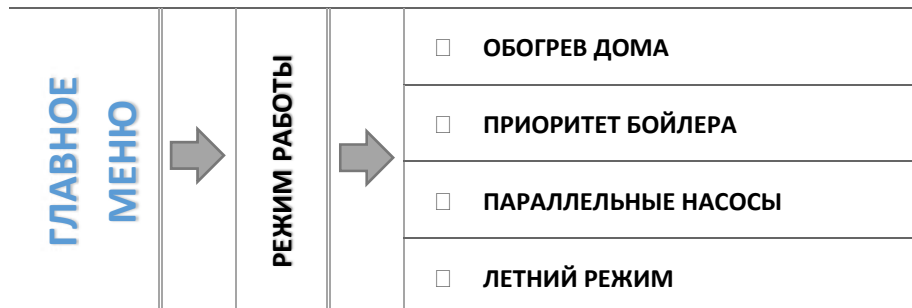 ГЛАВНОЕ
МЕНЮ
РЕЖИМ РАБОТЫ
ОБОГРЕВ ДОМА
ПРИОРИТЕТ БОЙЛЕРА
ПАРАЛЛЕЛЬНЫЕ НАСОСЫ
ЛЕТНИЙ РЕЖИМ